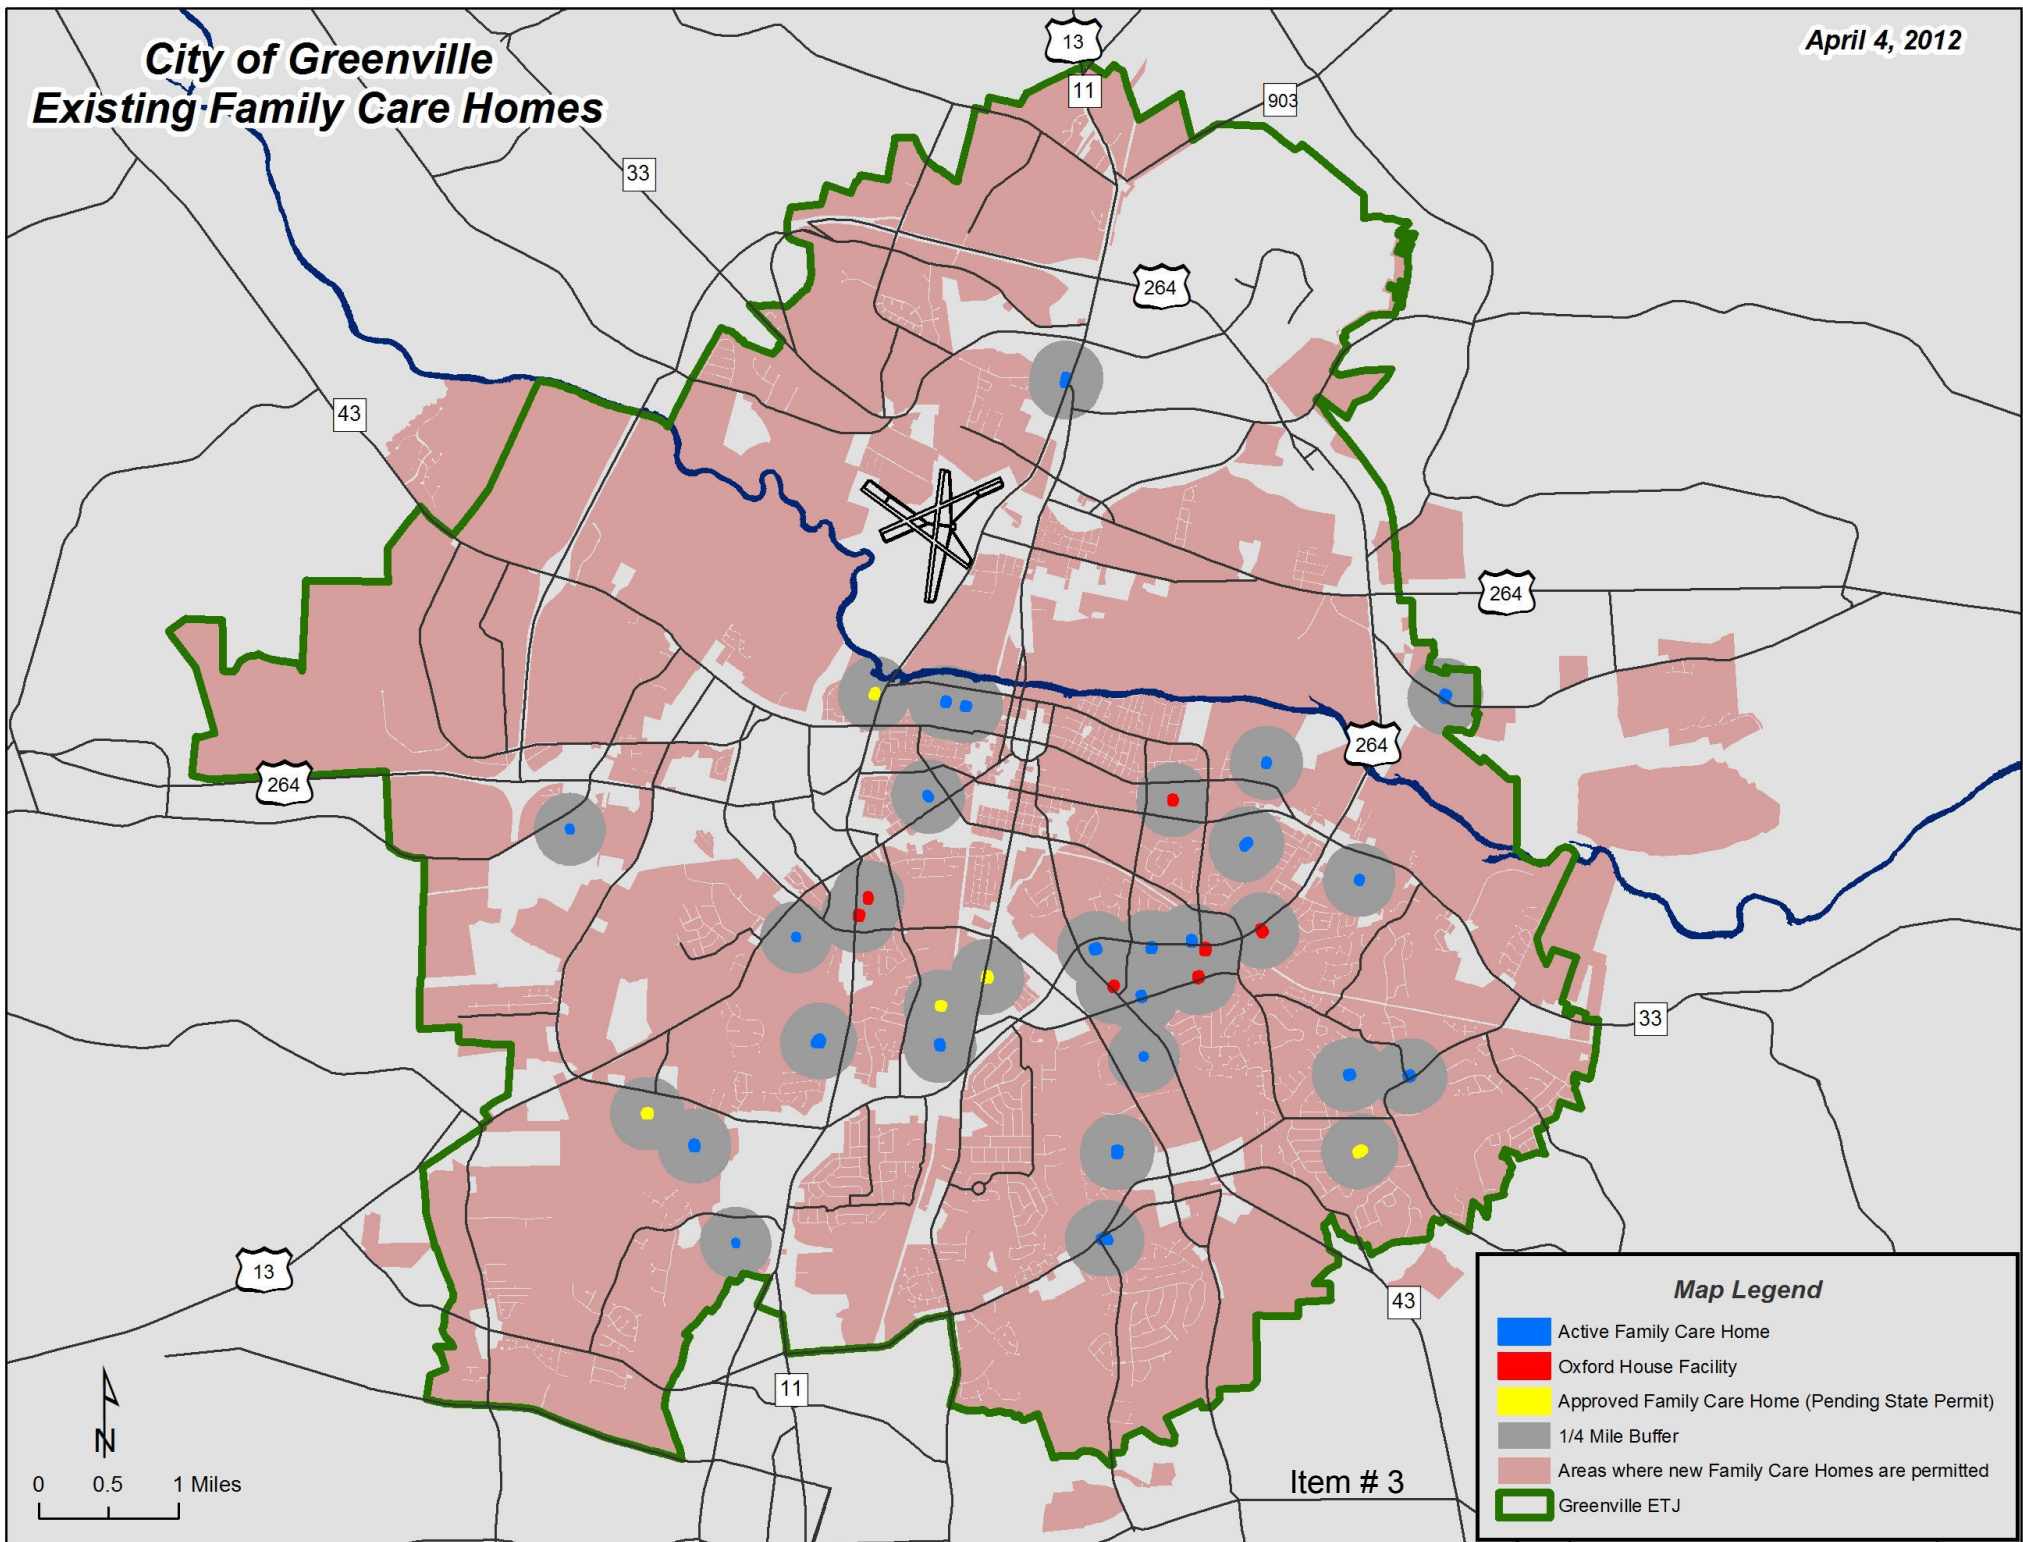 City of Greenville
Existing Family Care Homes
April 4, 2012
13
11
903
33
264
43
264
264
264
33
13
43
11
N
0 0.5 1 Miles
Item # 3
Map Legend
Active Family Care Home
Oxford House Facility
Approved Family Care Home (Pending State Permit)
1/4 Mile Buffer
Areas where new Family Care Homes are permitted
Greenville ETJ